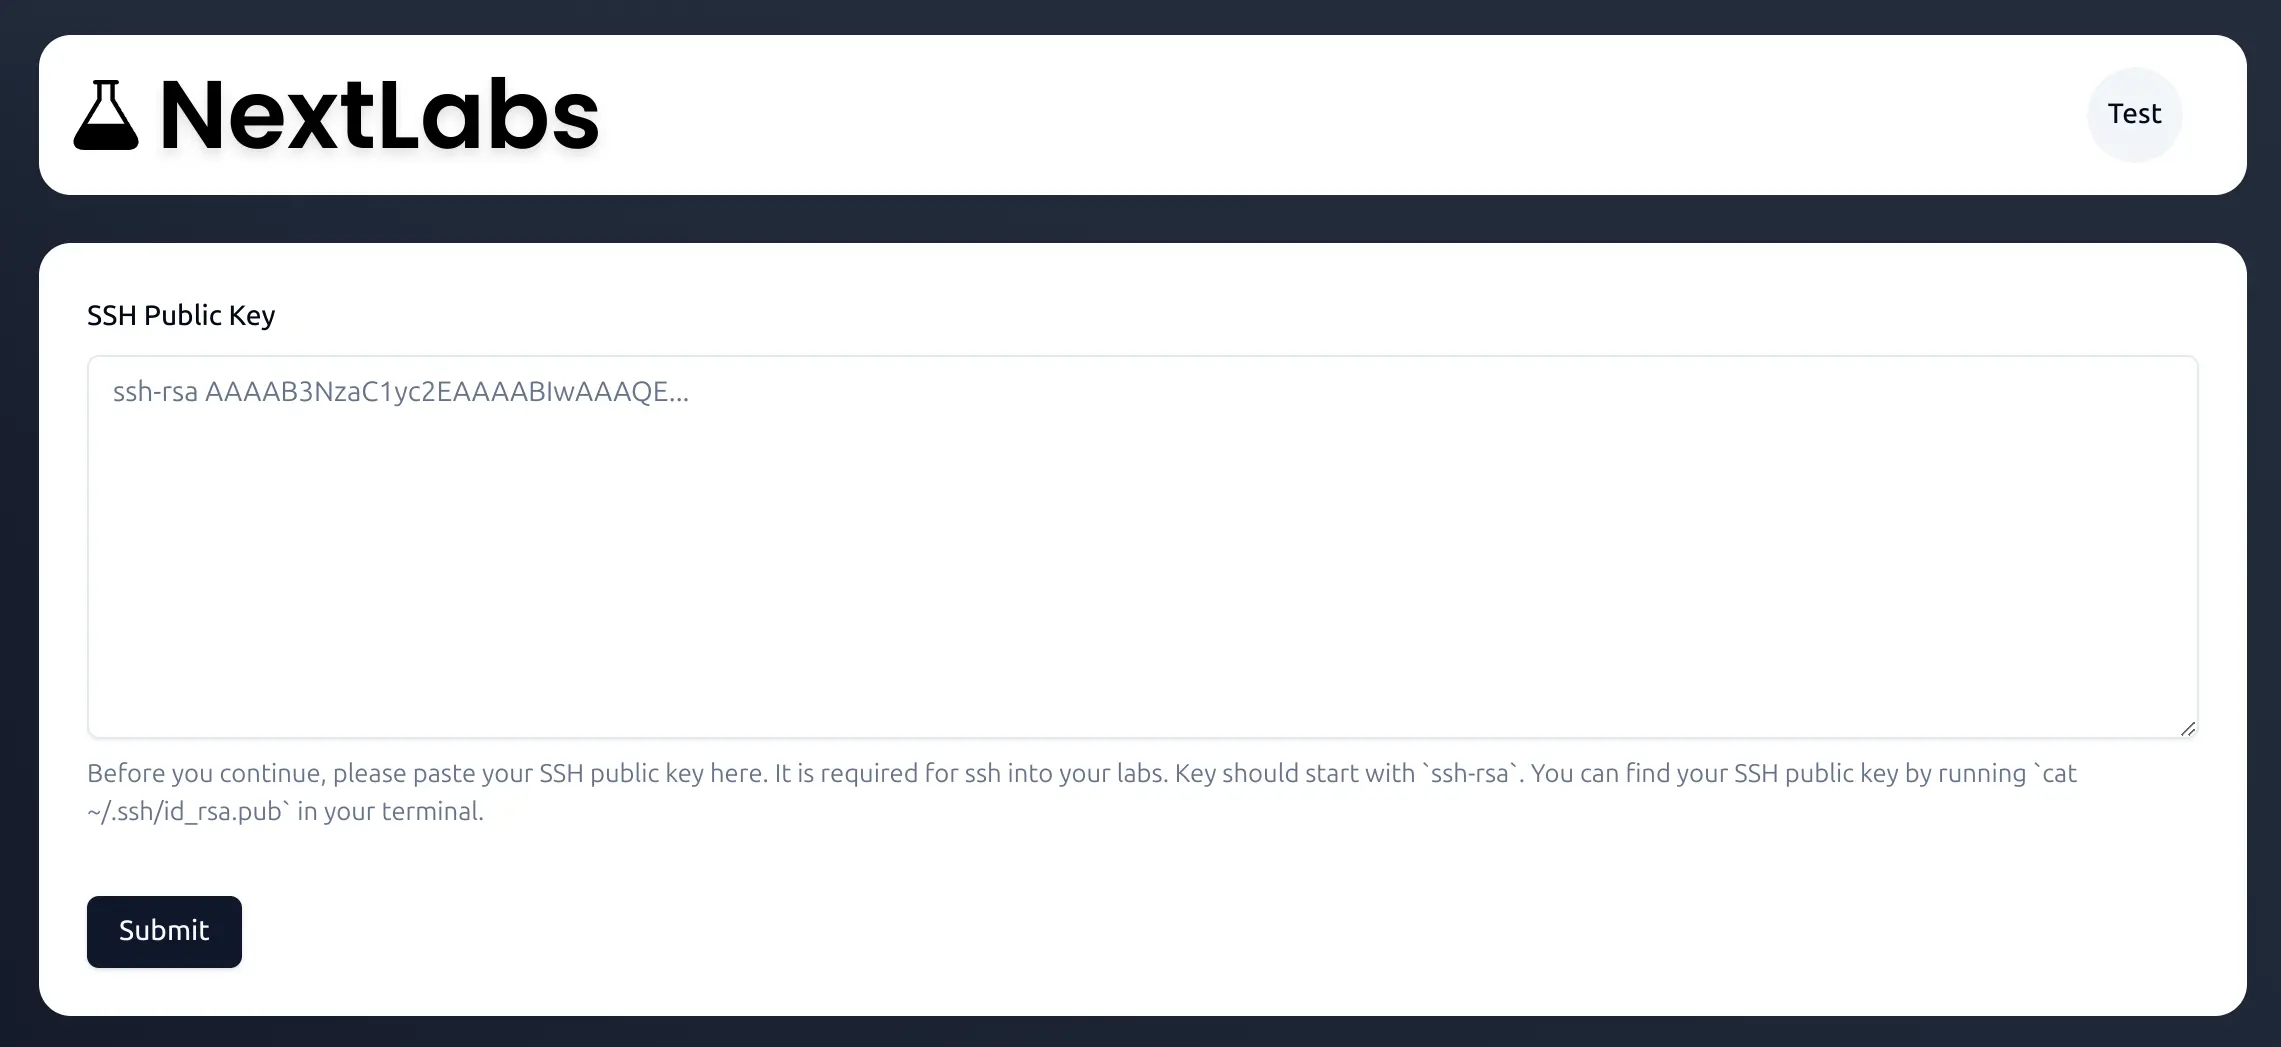 NextLabs
Test
SSH Public Key
ssh-rsa AAAAB3NzaC1yc2EAAAABIwAAAQE...
Before you continue, please paste your SSH public key here. It is required for ssh into your labs. Key should start with `ssh-rsa`. You can find your SSH public key by running `cat
~/.ssh/id_rsa.pub` in your terminal.
Submit